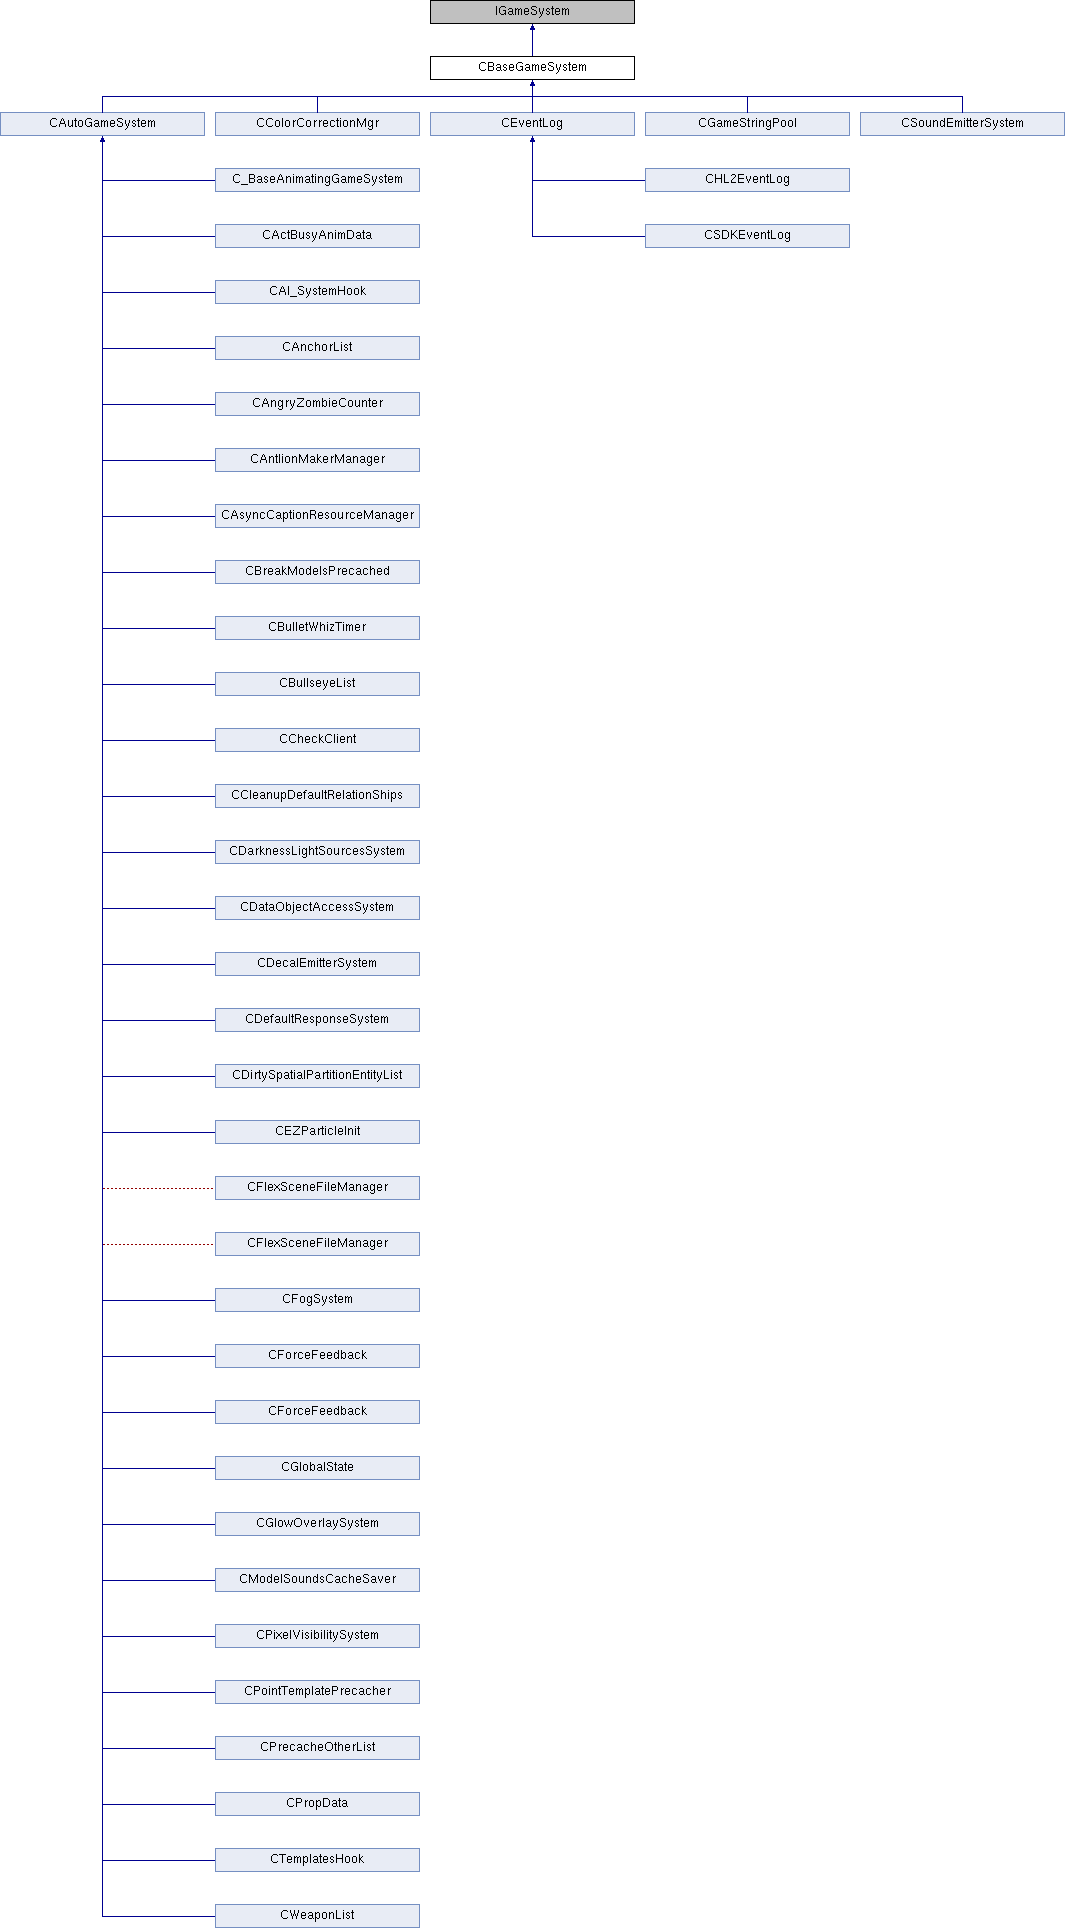 IGameSystem
CBaseGameSystem
CAutoGameSystem
CColorCorrectionMgr
CEventLog
CGameStringPool
CSoundEmitterSystem
C_BaseAnimatingGameSystem
CHL2EventLog
CActBusyAnimData
CSDKEventLog
CAI_SystemHook
CAnchorList
CAngryZombieCounter
CAntlionMakerManager
CAsyncCaptionResourceManager
CBreakModelsPrecached
CBulletWhizTimer
CBullseyeList
CCheckClient
CCleanupDefaultRelationShips
CDarknessLightSourcesSystem
CDataObjectAccessSystem
CDecalEmitterSystem
CDefaultResponseSystem
CDirtySpatialPartitionEntityList
CEZParticleInit
CFlexSceneFileManager
CFlexSceneFileManager
CFogSystem
CForceFeedback
CForceFeedback
CGlobalState
CGlowOverlaySystem
CModelSoundsCacheSaver
CPixelVisibilitySystem
CPointTemplatePrecacher
CPrecacheOtherList
CPropData
CTemplatesHook
CWeaponList